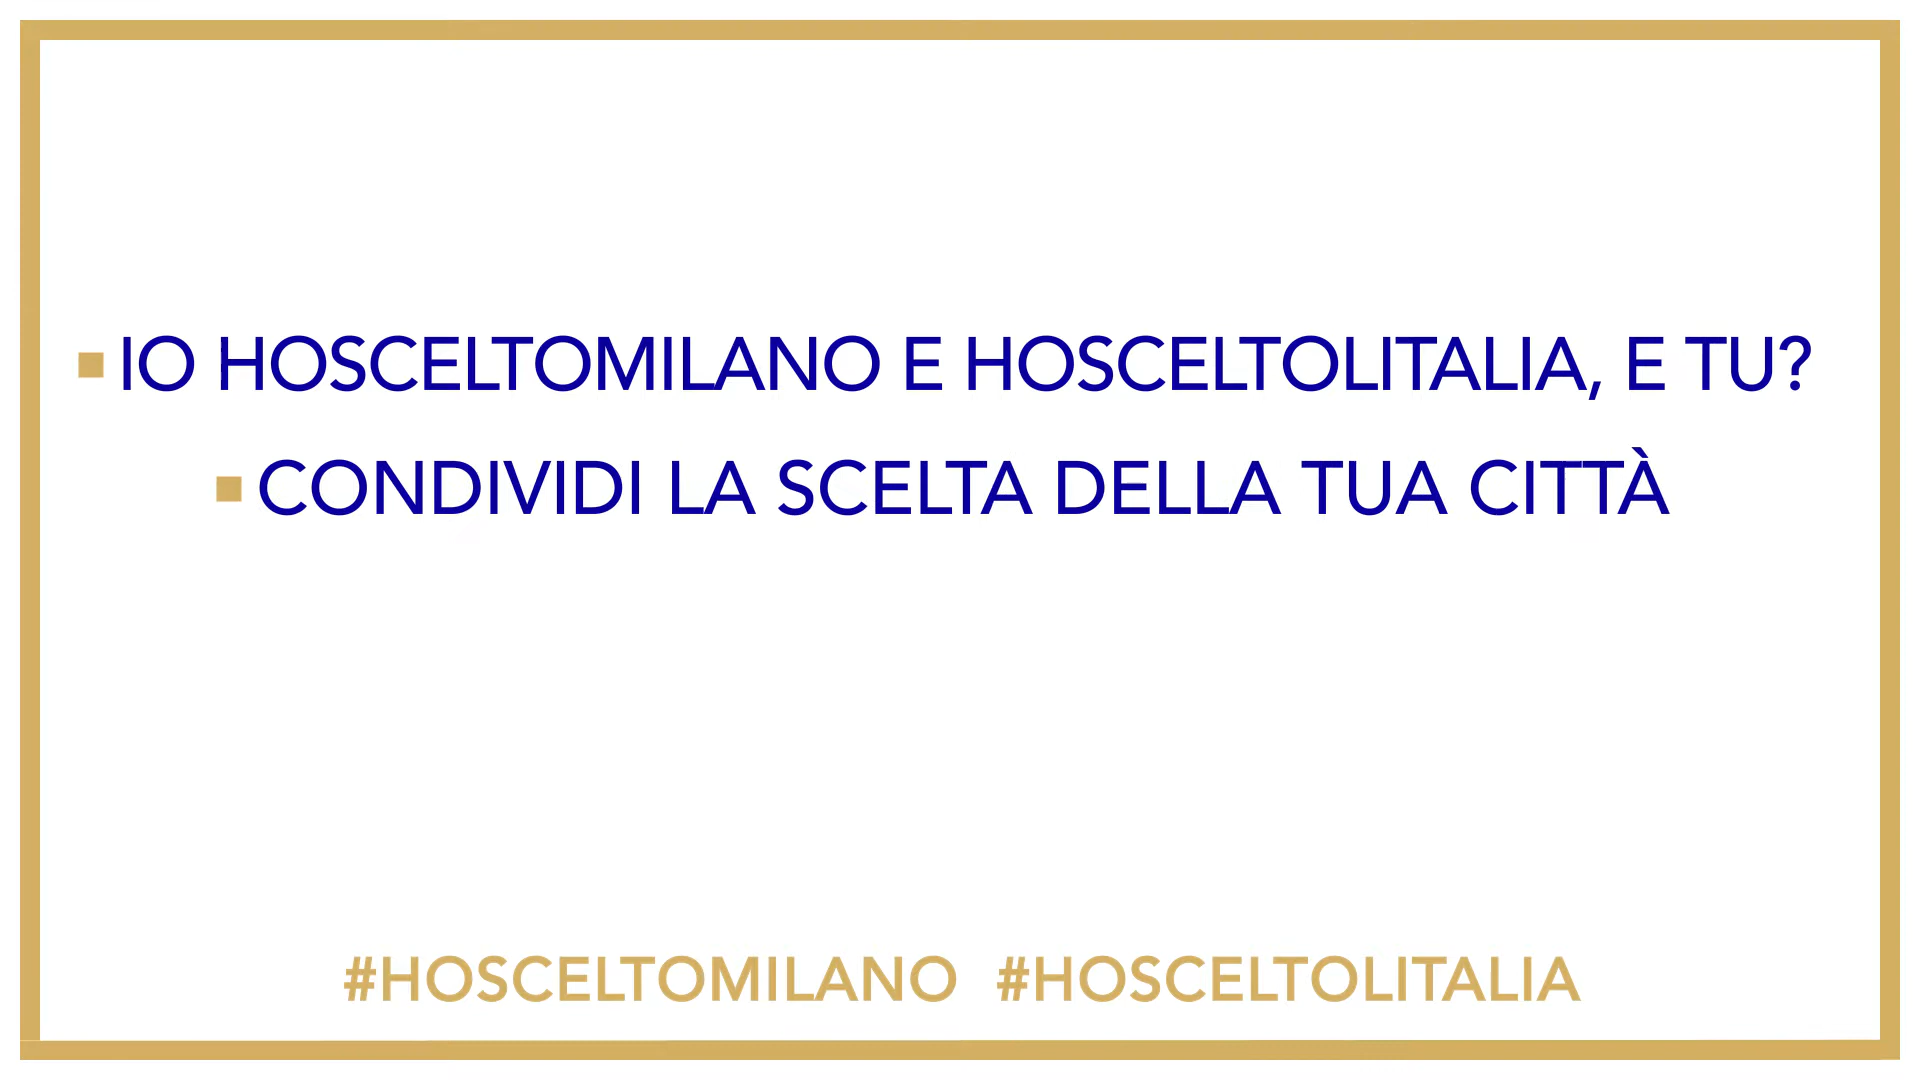 IO HOSCELTOMILANO E HOSCELTOLITALIA, E TU?
CONDIVIDI LA SCELTA DELLA TUA CITTÀ
#HOSCELTOMILANO #HOSCELTOLITALIA